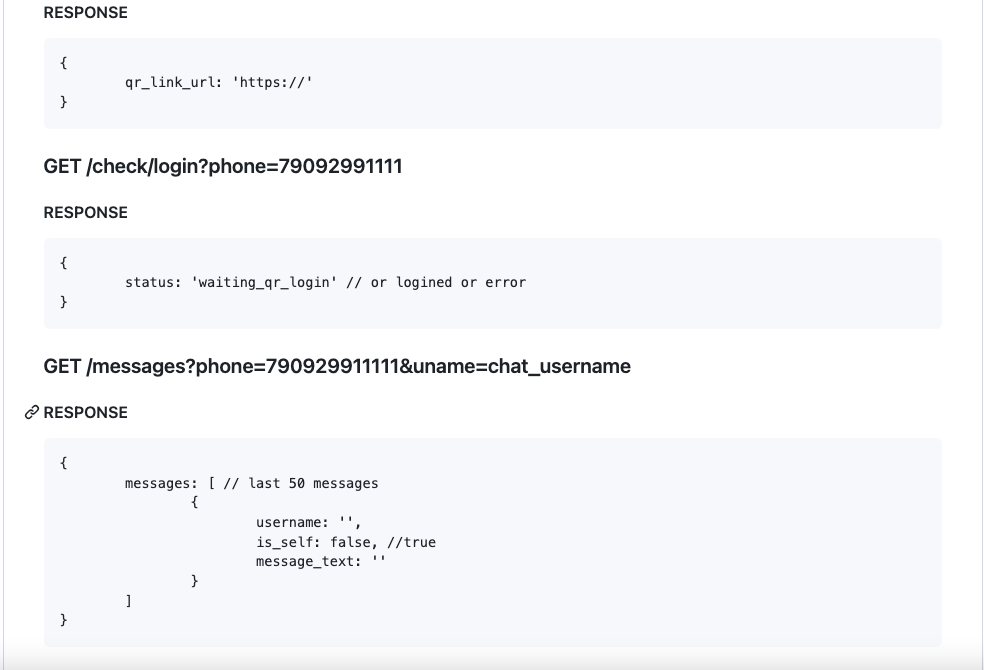 RESPONSE
{
qr_link_url: 'https://'
}
GET /check/login?phone=79092991111
RESPONSE
{
status: 'waiting_qr_login' // or logined or error
}
GET /messages?phone=790929911111&uname=chat_username
RESPONSE
{
messages: [ // last 50 messages
{
username: '',
is_self: false, //true
message_text: ''
}
]
}